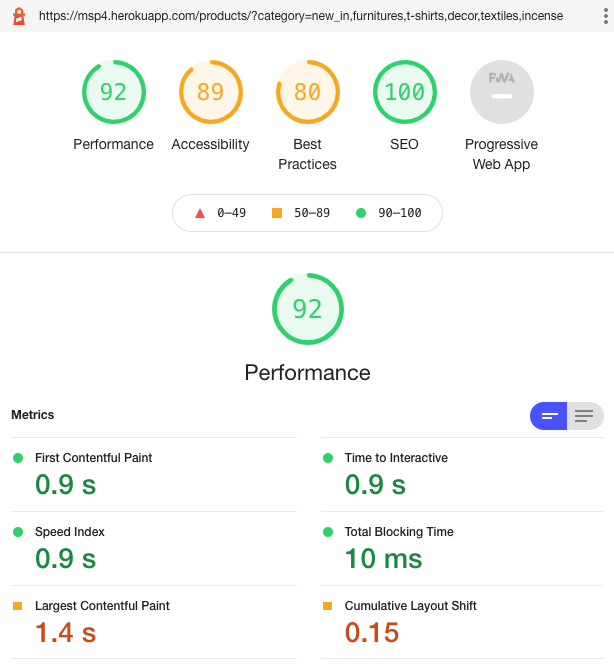 https://msp4.herokuapp.com/products/?category=new_in,furnitures,t-shirts,decor,textiles,incense
92 89 80 100 PWA
Performance Accessibility Best Practices SEO Progressive Web App
0–49 50–89 90–100
92
Performance
Metrics
First Contentful Paint
0.9 s
Time to Interactive
0.9 s
Speed Index
0.9 s
Total Blocking Time
10 ms
Largest Contentful Paint
1.4 s
Cumulative Layout Shift
0.15